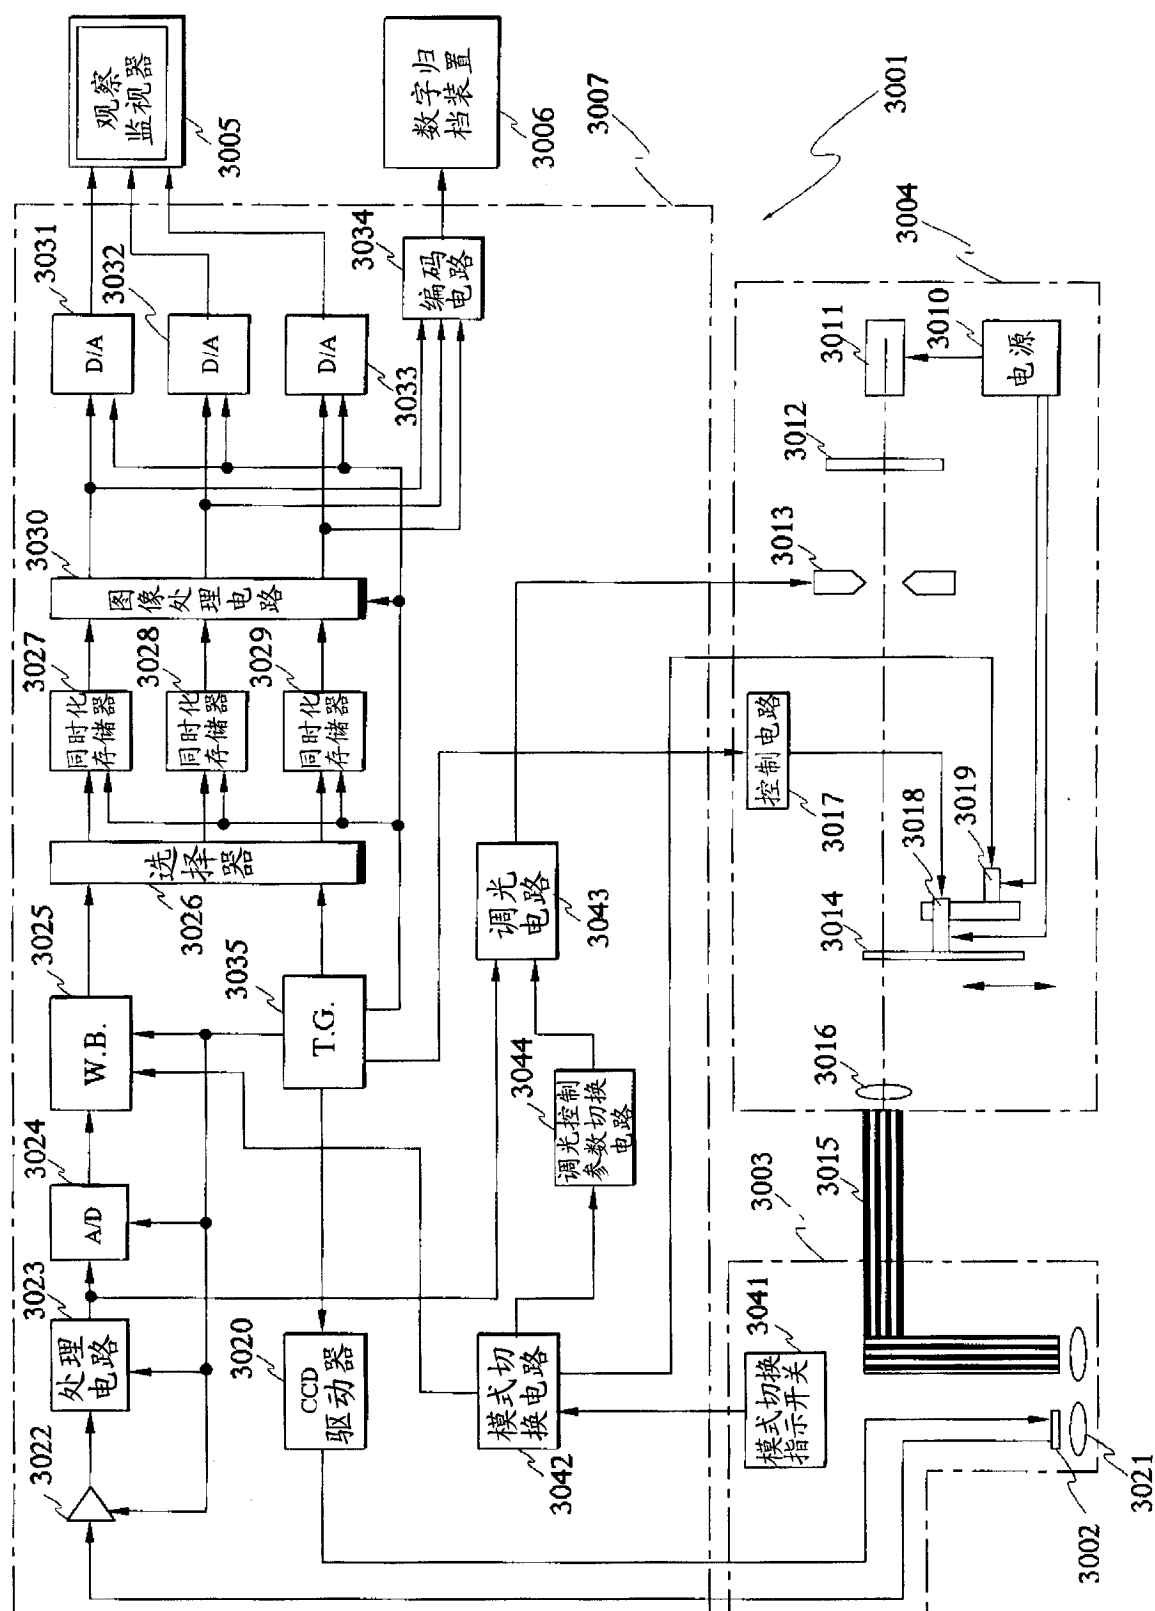 观察
监视器
3005
数字归
档装置
3006
3007
3001
D/A
3031
D/A
3032
D/A
3033
编码
电路
3034
图像处理电路
3030
同时化
存储器
3027
同时化
存储器
3028
同时化
存储器
3029
选择器
3026
W.B.
3025
T.G.
3035
A/D
3024
处理
电路
3023
3022
CCD
驱动器
3020
模式切
换电路
3042
调光
电路
3043
调光控制
参数切换
电路
3044
3004
3011
电源
3010
3012
3013
控制电路
3017
3018
3019
3014
3016
3015
3003
模式切换
指示开关
3041
3002
3021